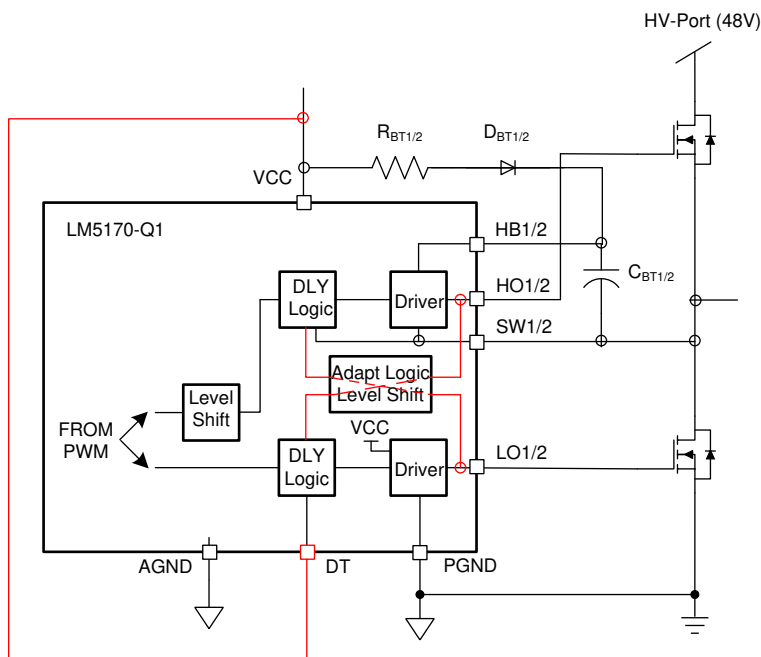 HV-Port (48V)
RBT1/2
DBT1/2
VCC
LM5170-Q1
HB1/2
DLY
Logic
Driver
HO1/2
CBT1/2
SW1/2
Adapt Logic
Level Shift
Level
Shift
FROM
PWM
VCC
DLY
Logic
Driver
LO1/2
AGND
DT
PGND